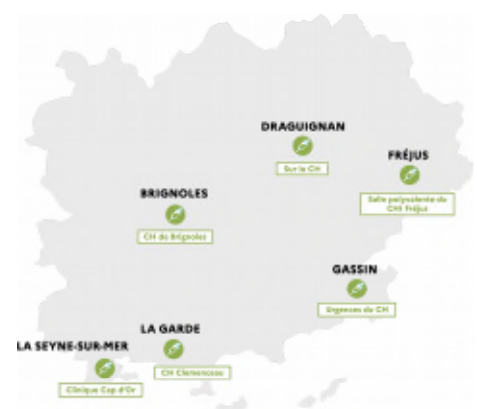 DRAGUIGNAN
Sur le CH
FRÉJUS
Salle polyvalente du
CHI Fréjus
BRIGNOLES
CH de Brignoles
GASSIN
Urgences du CH
LA GARDE
CH Clemenceau
LA SEYNE-SUR-MER
Clinique Cap d'Or